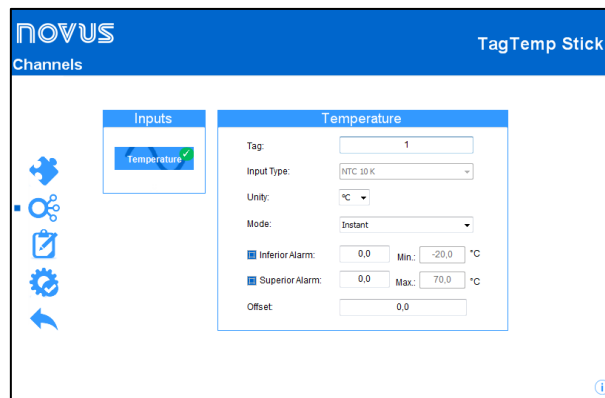 novus
TagTemp Stick
Channels
Inputs
Temperature
Temperature
Tag: 1
Input Type: NTC 10 K
Unity: ºC
Mode: Instant
Inferior Alarm: 0,0 Min.: -20,0 °C
Superior Alarm: 0,0 Max.: 70,0 °C
Offset: 0,0
i